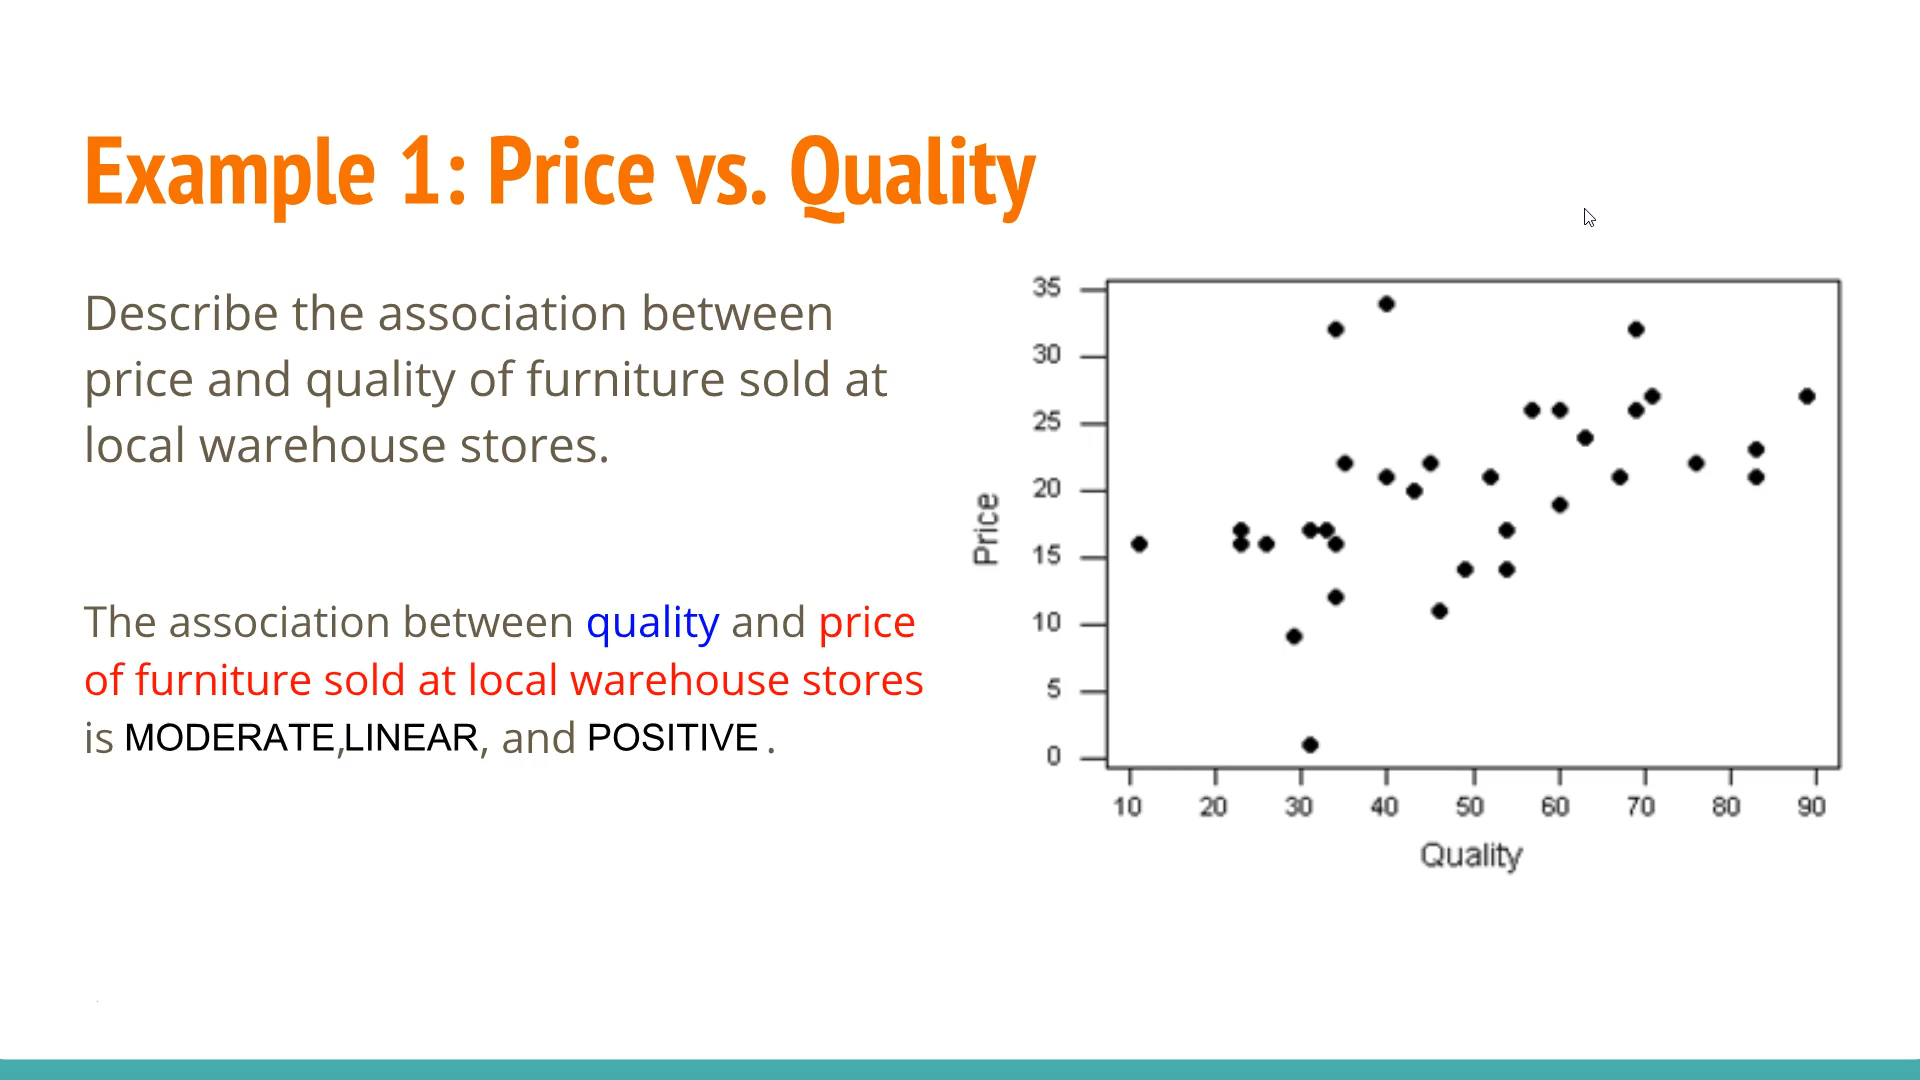 Example 1: Price vs. Quality
Describe the association between
price and quality of furniture sold at
local warehouse stores.
The association between quality and price
of furniture sold at local warehouse stores
is MODERATE,LINEAR, and POSITIVE .
35
30
25
20
15
10
5
0
Price
10 20 30 40 50 60 70 80 90
Quality